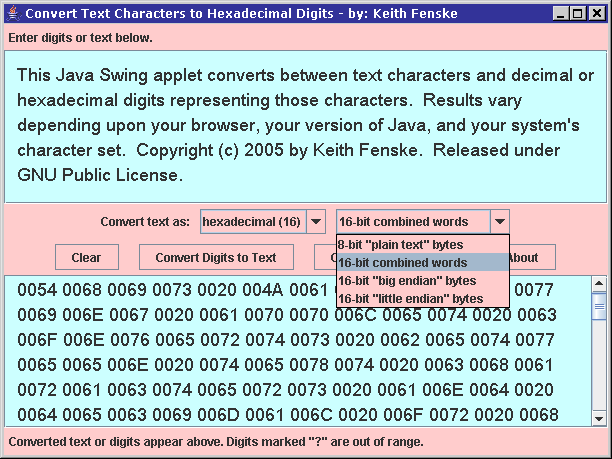 Convert Text Characters to Hexadecimal Digits - by: Keith Fenske
Enter digits or text below.
This Java Swing applet converts between text characters and decimal or
hexadecimal digits representing those characters.  Results vary
depending upon your browser, your version of Java, and your system's
character set.  Copyright (c) 2005 by Keith Fenske.  Released under
GNU Public License.
Convert text as: hexadecimal (16) 16-bit combined words
8-bit "plain text" bytes
16-bit combined words
16-bit "big endian" bytes
16-bit "little endian" bytes
Clear Convert Digits to Text
0054 0068 0069 0073 0020 004A 0061 0077
0069 006E 0067 0020 0061 0070 0070 006C 0065 0074 0020 0063
006F 006E 0076 0065 0072 0074 0073 0020 0062 0065 0074 0077
0065 0065 006E 0020 0074 0065 0078 0074 0020 0063 0068 0061
0072 0061 0063 0074 0065 0072 0073 0020 0061 006E 0064 0020
0064 0065 0063 0069 006D 0061 006C 0020 006F 0072 0020 0068
Converted text or digits appear above. Digits marked "?" are out of range.